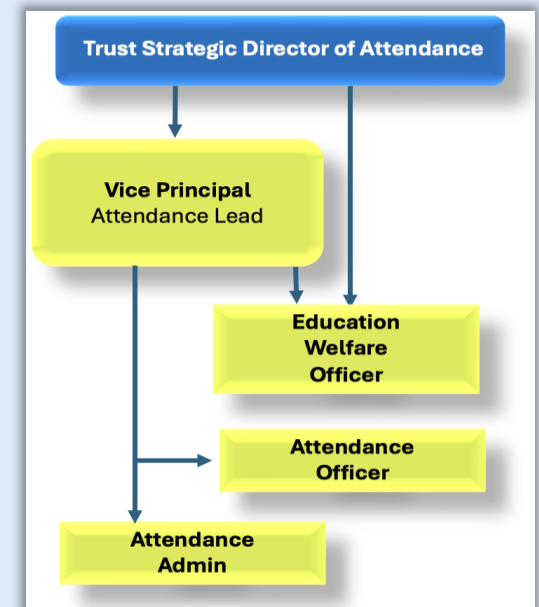 Trust Strategic Director of Attendance
Vice Principal
Attendance Lead
Education
Welfare
Officer
Attendance
Officer
Attendance
Admin